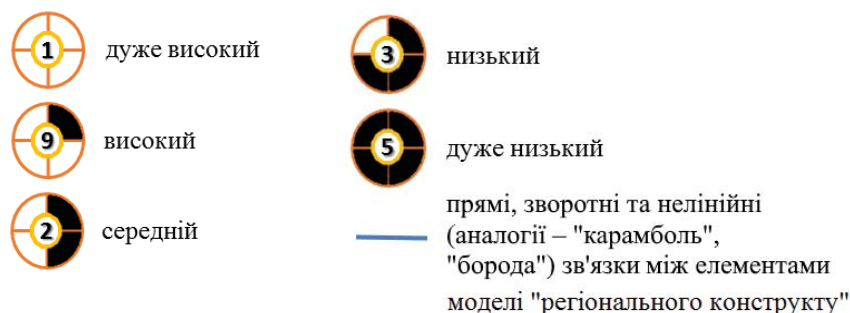 1 дуже високий
9 високий
2 середній
3 низький
5 дуже низький
прямі, зворотні та нелінійні
(аналогії – "карамболь",
"борода") зв'язки між елементами
моделі "регіонального конструкту"